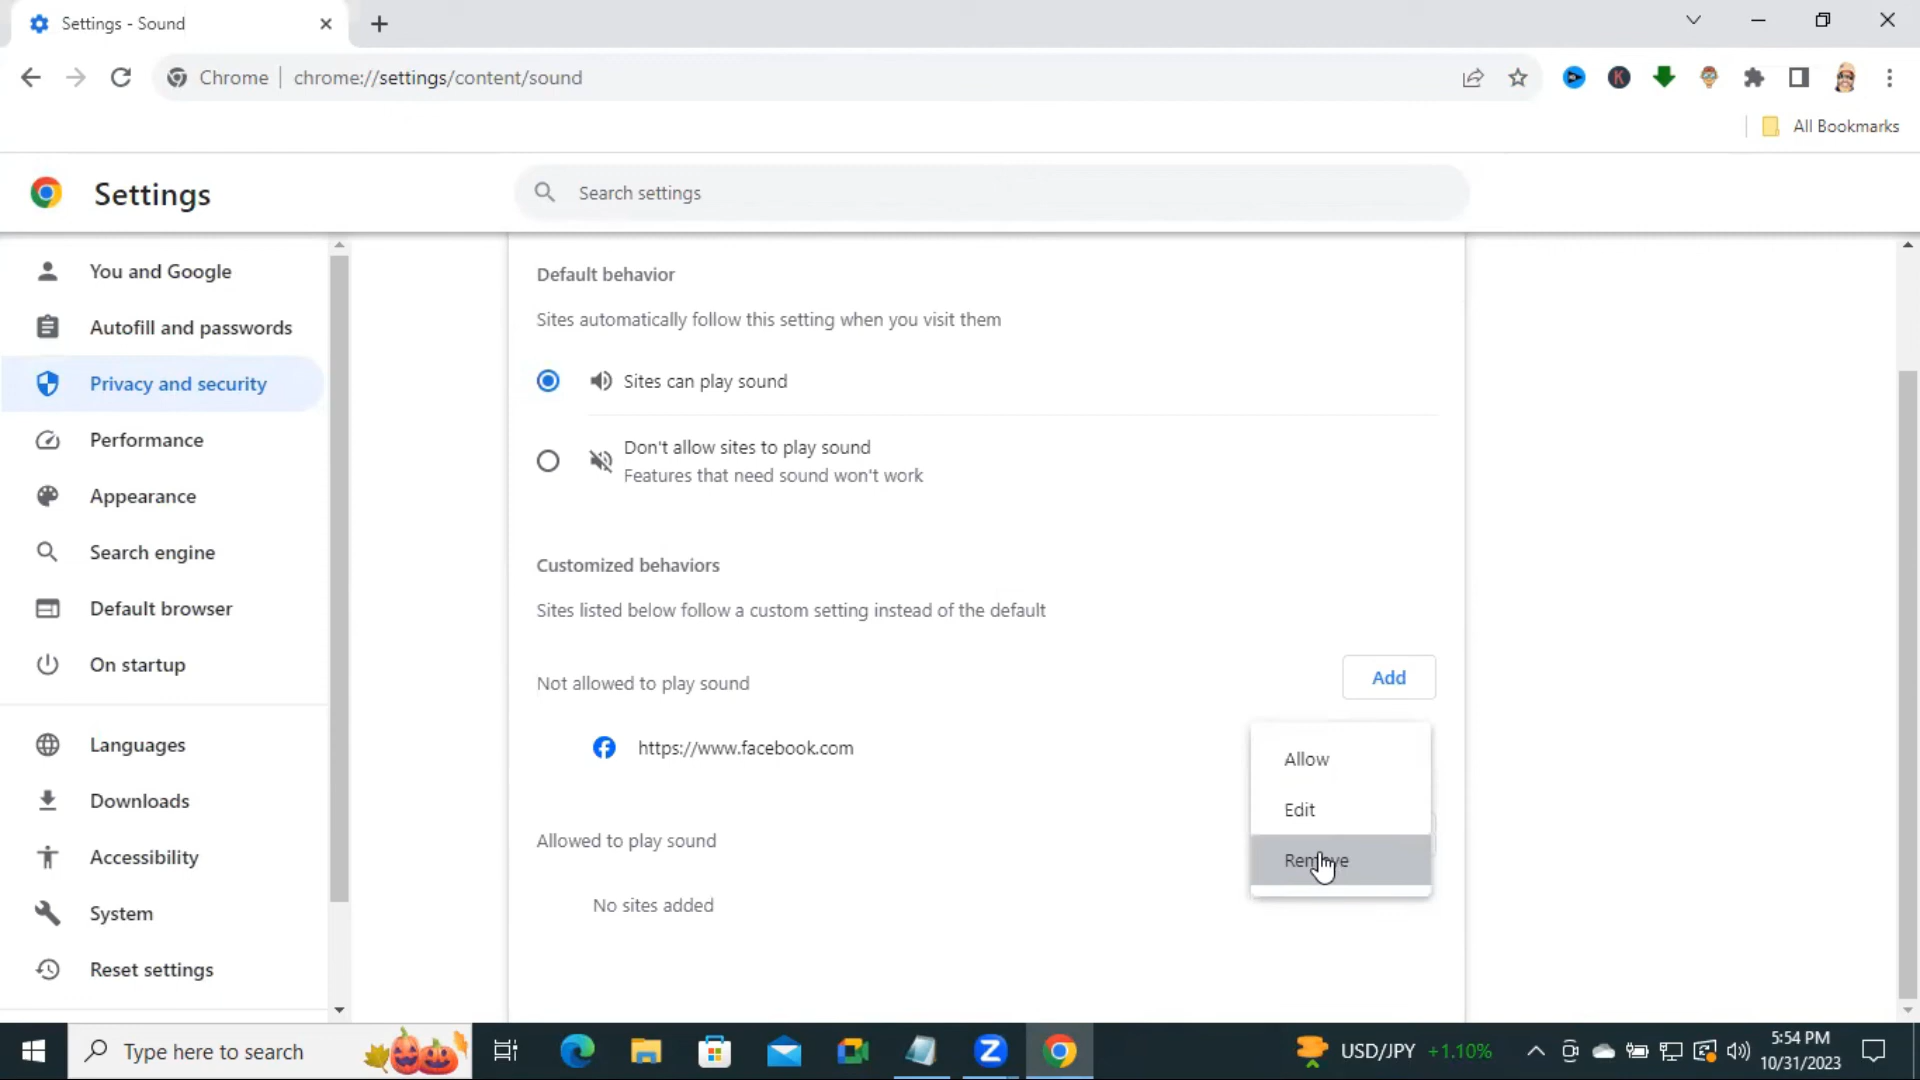 Settings - Sound
Chrome
chrome://settings/content/sound
All Bookmarks
Settings
Search settings
You and Google
Autofill and passwords
Privacy and security
Performance
Appearance
Search engine
Default browser
On startup
Languages
Downloads
Accessibility
System
Reset settings
Default behavior
Sites automatically follow this setting when you visit them
Sites can play sound
Don't allow sites to play sound
Features that need sound won't work
Customized behaviors
Sites listed below follow a custom setting instead of the default
Not allowed to play sound
Add
https://www.facebook.com
Allow
Edit
Remove
Allowed to play sound
No sites added
Type here to search
USD/JPY +1.10%
5:54 PM
10/31/2023